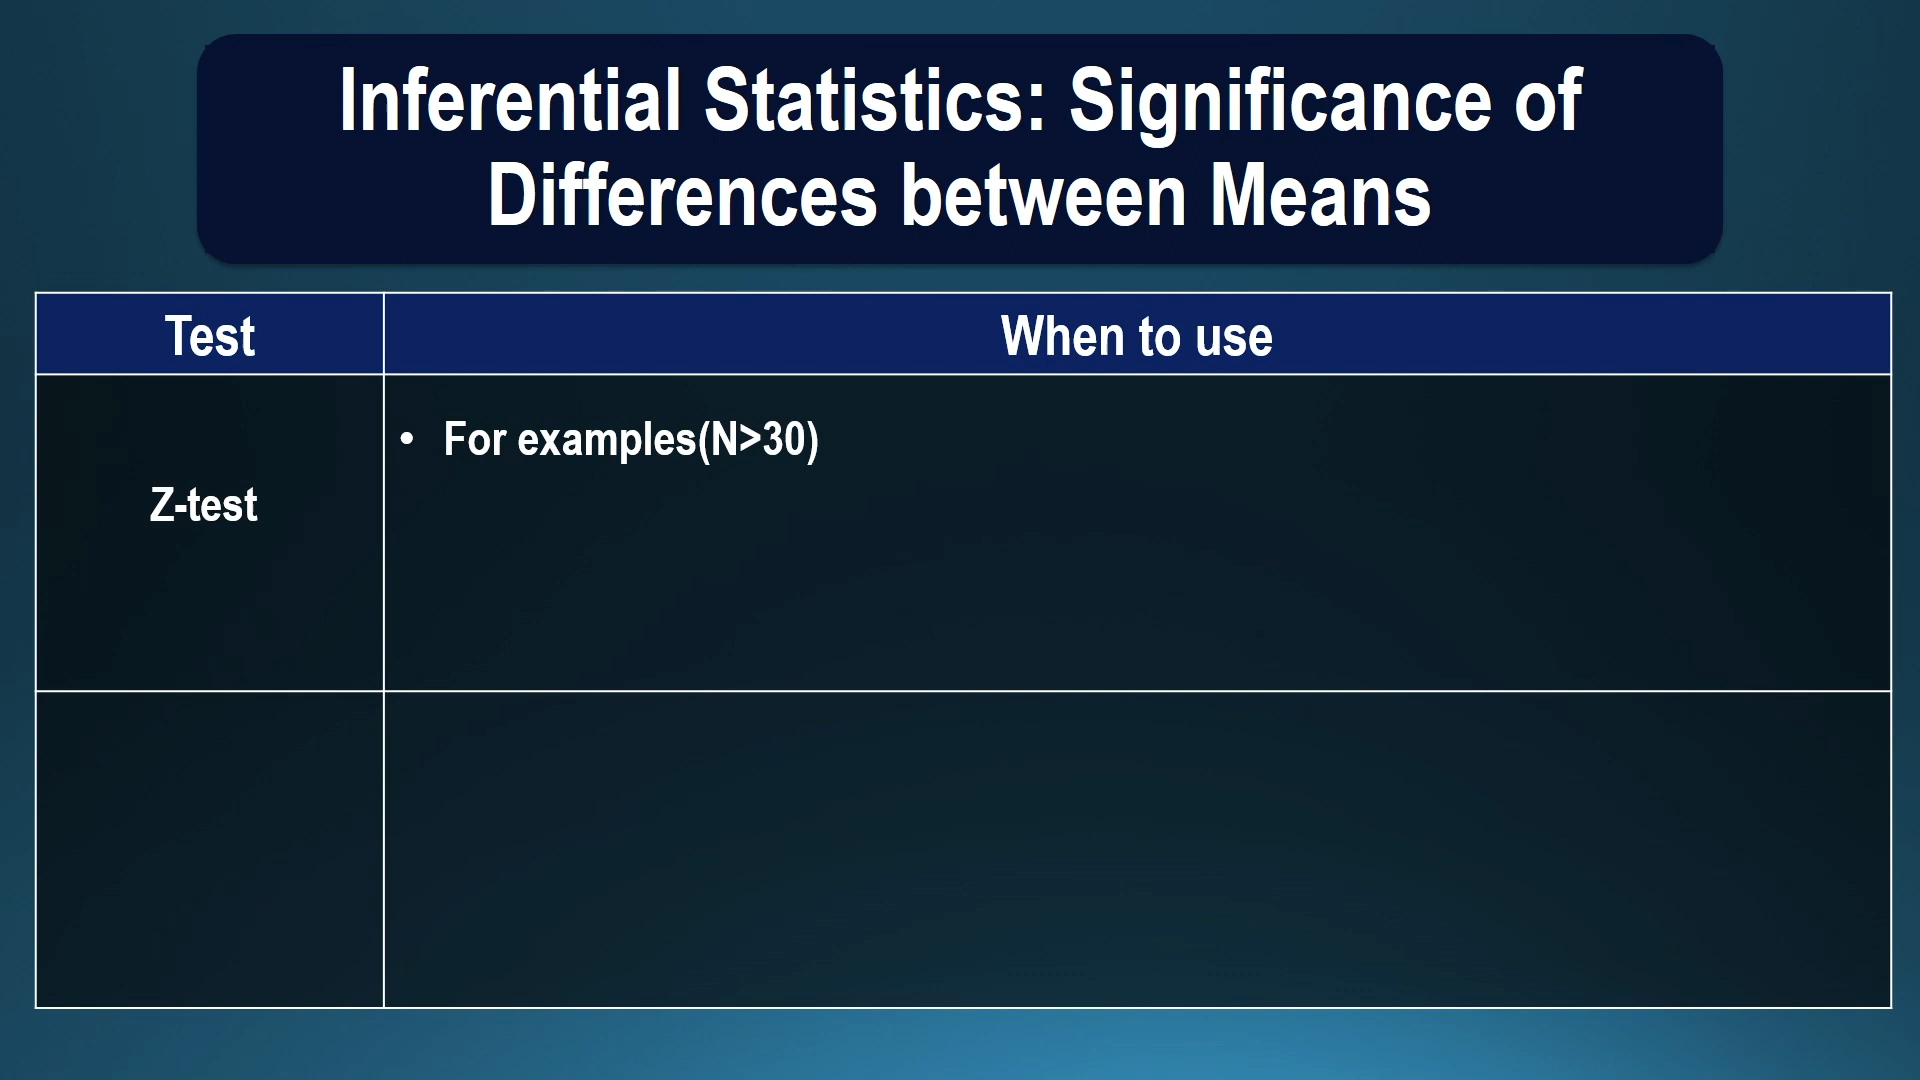 Inferential Statistics: Significance of
Differences between Means
Test
When to use
Z-test
• For examples(N>30)